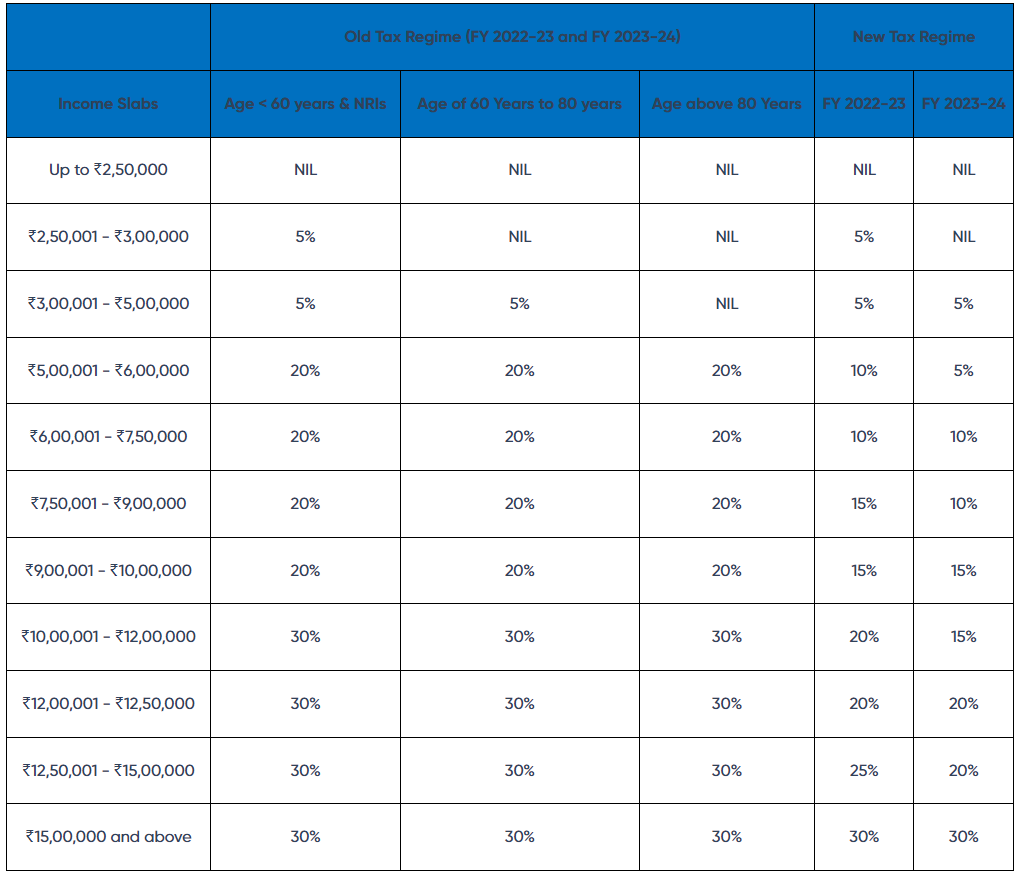 Old Tax Regime (FY 2022-23 and FY 2023-24) New Tax Regime
Income Slabs Age < 60 years & NRIs Age of 60 Years to 80 years Age above 80 Years FY 2022-23 FY 2023-24
Up to ₹2,50,000 NIL NIL NIL NIL NIL
₹2,50,001 - ₹3,00,000 5% NIL NIL 5% NIL
₹3,00,001 - ₹5,00,000 5% 5% NIL 5% 5%
₹5,00,001 - ₹6,00,000 20% 20% 20% 10% 5%
₹6,00,001 - ₹7,50,000 20% 20% 20% 10% 10%
₹7,50,001 - ₹9,00,000 20% 20% 20% 15% 10%
₹9,00,001 - ₹10,00,000 20% 20% 20% 15% 15%
₹10,00,001 - ₹12,00,000 30% 30% 30% 20% 15%
₹12,00,001 - ₹12,50,000 30% 30% 30% 20% 20%
₹12,50,001 - ₹15,00,000 30% 30% 30% 25% 20%
₹15,00,000 and above 30% 30% 30% 30% 30%